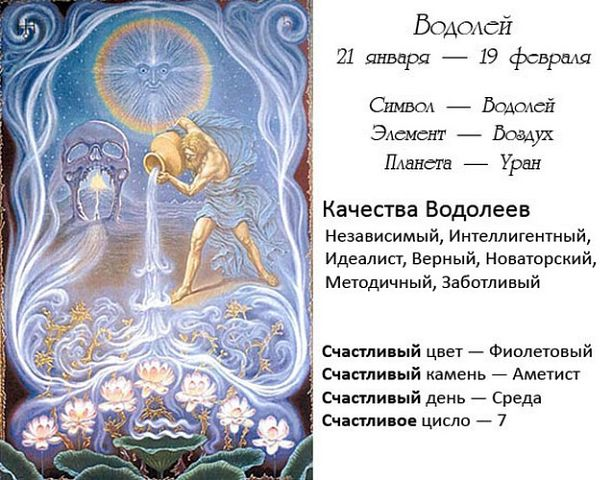 Водолей
21 января — 19 февраля
Символ — Водолей
Элемент — Воздух
Планета — Уран
Качества Водолеев
Независимый, Интеллигентный,
Идеалист, Верный, Новаторский,
Методичный, Заботливый
Счастливый цвет — Фиолетовый
Счастливый камень — Аметист
Счастливый день — Среда
Счастливое цисло — 7